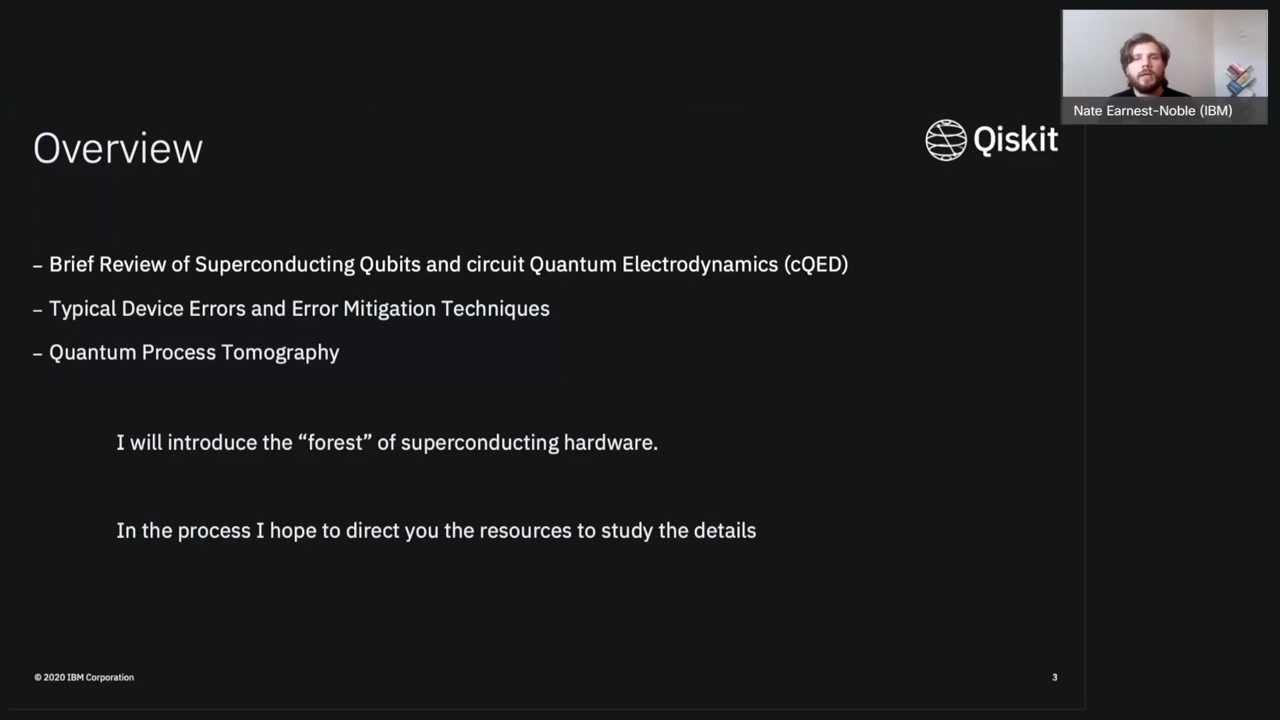 Nate Earnest-Noble (IBM)
Overview
Qiskit
– Brief Review of Superconducting Qubits and circuit Quantum Electrodynamics (cQED)
– Typical Device Errors and Error Mitigation Techniques
– Quantum Process Tomography
I will introduce the “forest” of superconducting hardware.
In the process I hope to direct you the resources to study the details
© 2020 IBM Corporation
3